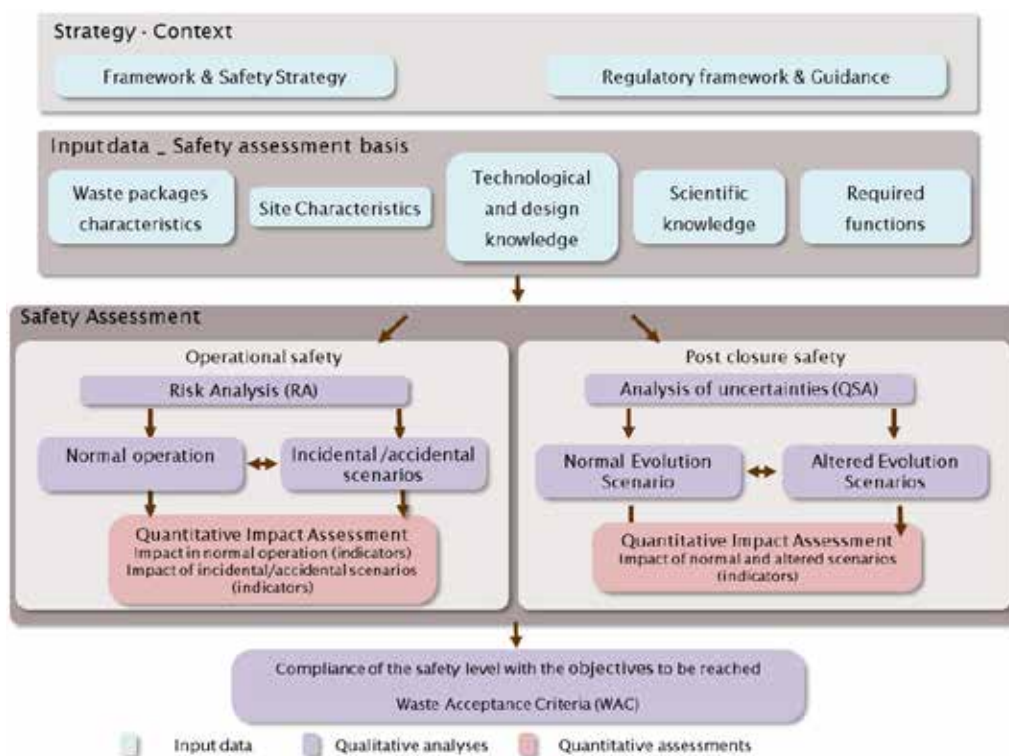 Strategy - Context
Framework & Safety Strategy
Regulatory framework & Guidance
Input data _ Safety assessment basis
Waste packages
characteristics
Site Characteristics
Technological
and design
knowledge
Scientific
knowledge
Required
functions
Safety Assessment
Operational safety
Risk Analysis (RA)
Normal operation
Incidental /accidental
scenarios
Quantitative Impact Assessment
Impact in normal operation (indicators)
Impact of incidental/accidental scenarios
(indicators)
Post closure safety
Analysis of uncertainties (QSA)
Normal Evolution
Scenario
Altered Evolution
Scenarios
Quantitative Impact Assessment
Impact of normal and altered scenarios
(indicators)
Compliance of the safety level with the objectives to be reached
Waste Acceptance Criteria (WAC)
Input data
Qualitative analyses
Quantitative assessments